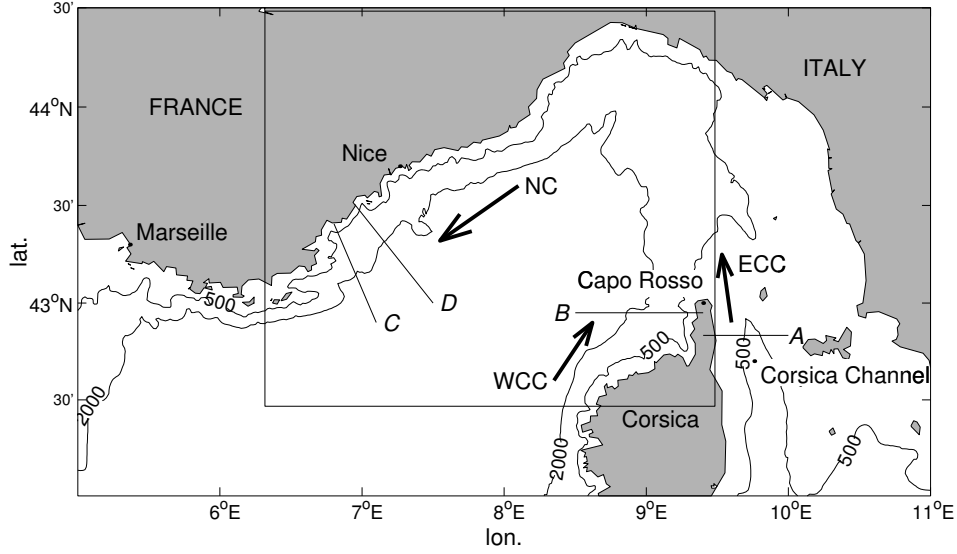 30'
ITALY
FRANCE
44°N
Nice
NC
30'
Marseille
lat.
ECC
Capo Rosso
500
43°N
D
B
C
A
500
500
WCC
Corsica Channel
2000
30'
Corsica
2000
500
6°E
7°E
8°E
9°E
10°E
11°E
lon.